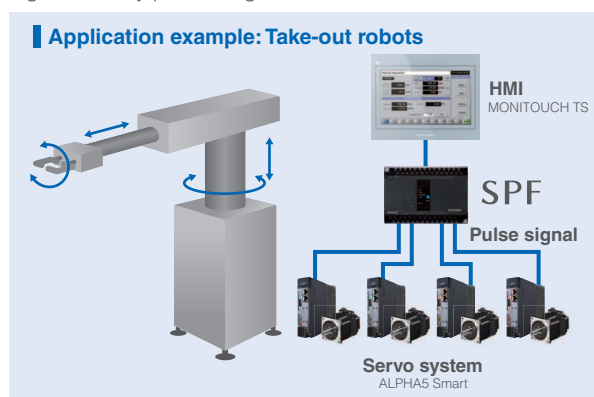 Application example: Take-out robots
HMI
MONITOUCH TS
SPF
Pulse signal
Servo system
ALPHA5 Smart